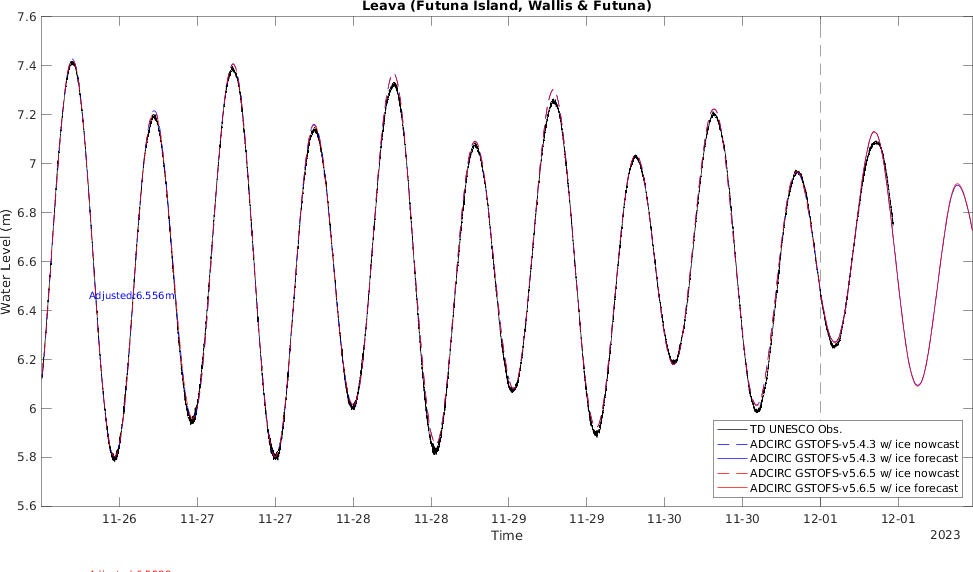 Leava (Futuna Island, Wallis & Futuna)
7.6
7.4
7.2
7
6.8
6.6
6.4
6.2
6
5.8
5.6
Water Level (m)
Adjusted:6.556m
TD UNESCO Obs.
ADCIRC GSTOFS-v5.4.3 w/ ice nowcast
ADCIRC GSTOFS-v5.4.3 w/ ice forecast
ADCIRC GSTOFS-v5.6.5 w/ ice nowcast
ADCIRC GSTOFS-v5.6.5 w/ ice forecast
11-26 11-27 11-27 11-28 11-28 11-29 11-29 11-30 11-30 12-01 12-01
Time
2023